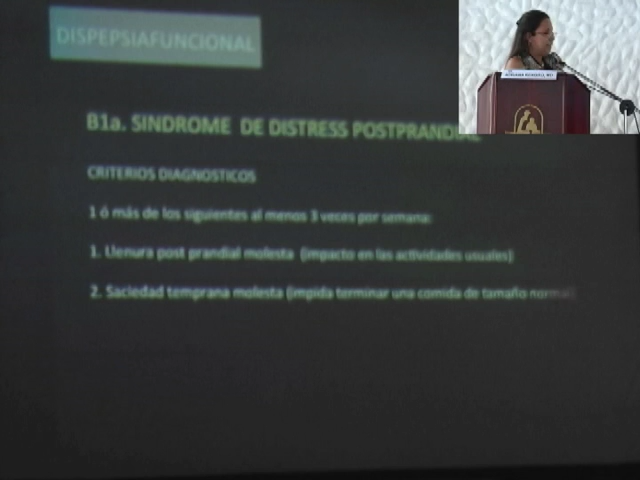 DISPEPSIAFUNCIONAL
B1a. SINDROME DE DISTRESS POSTPRANDIAL
CRITERIOS DIAGNOSTICOS
1 ó más de los siguientes al menos 3 veces por semana:
1. Llenura post prandial molesta (impacto en las actividades usuales)
2. Saciedad temprana molesta (impida terminar una comida de tamaño normal)